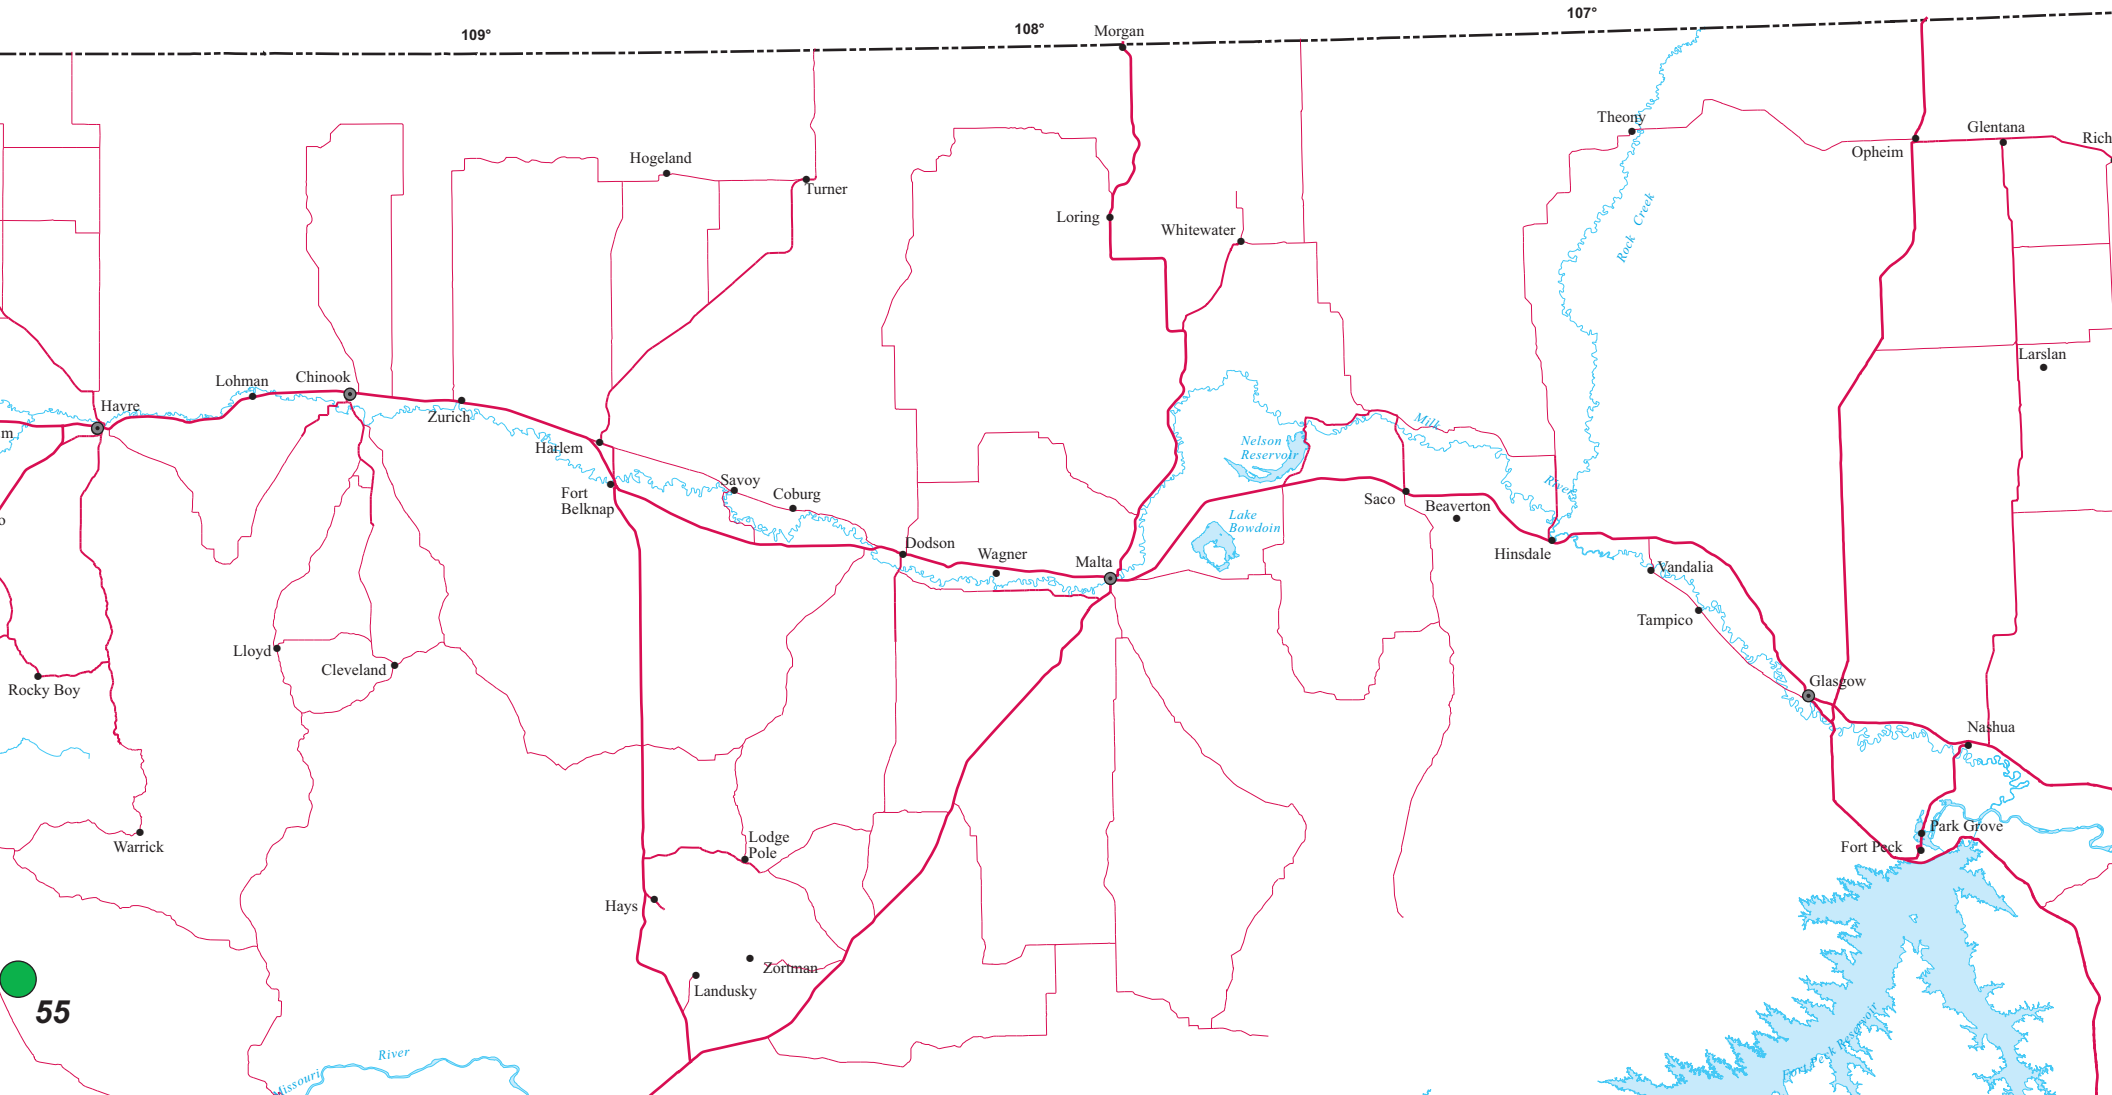 109°
108°
107°
Morgan
Theony
Glentana
Rich
Opheim
Hogeland
Turner
Loring
Whitewater
Rock Creek
Larslan
Lohman
Chinook
Havre
Zurich
m
Harlem
Milk
Nelson
Reservoir
Savoy
Coburg
Fort
Belknap
River
Saco
Beaverton
Lake
Bowdoin
o
Dodson
Wagner
Malta
Hinsdale
Vandalia
Tampico
Lloyd
Cleveland
Rocky Boy
Glasgow
Nashua
Warrick
Lodge
Pole
Park Grove
Fort Peck
Hays
Zortman
Landusky
55
Fort Peck Reservoir
River
Missouri